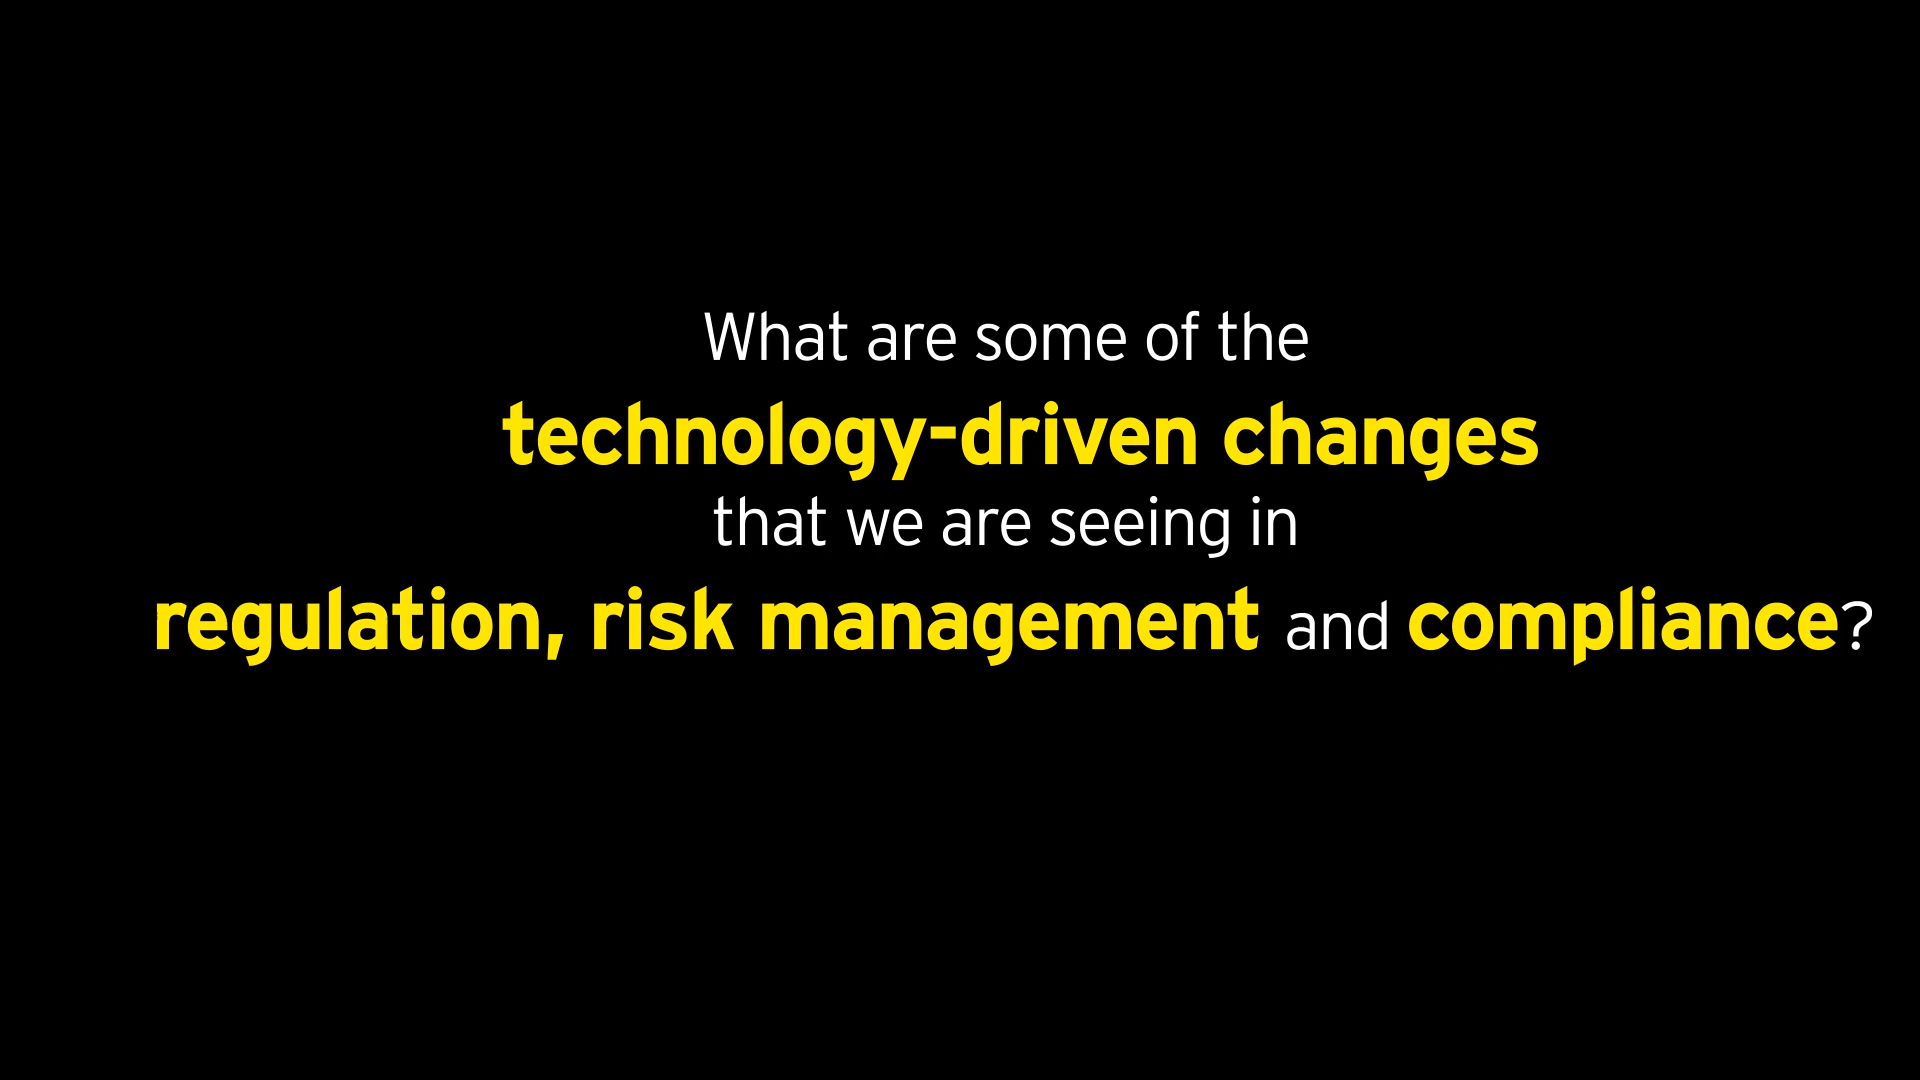 What are some of the
technology-driven changes
that we are seeing in
regulation, risk management and compliance?